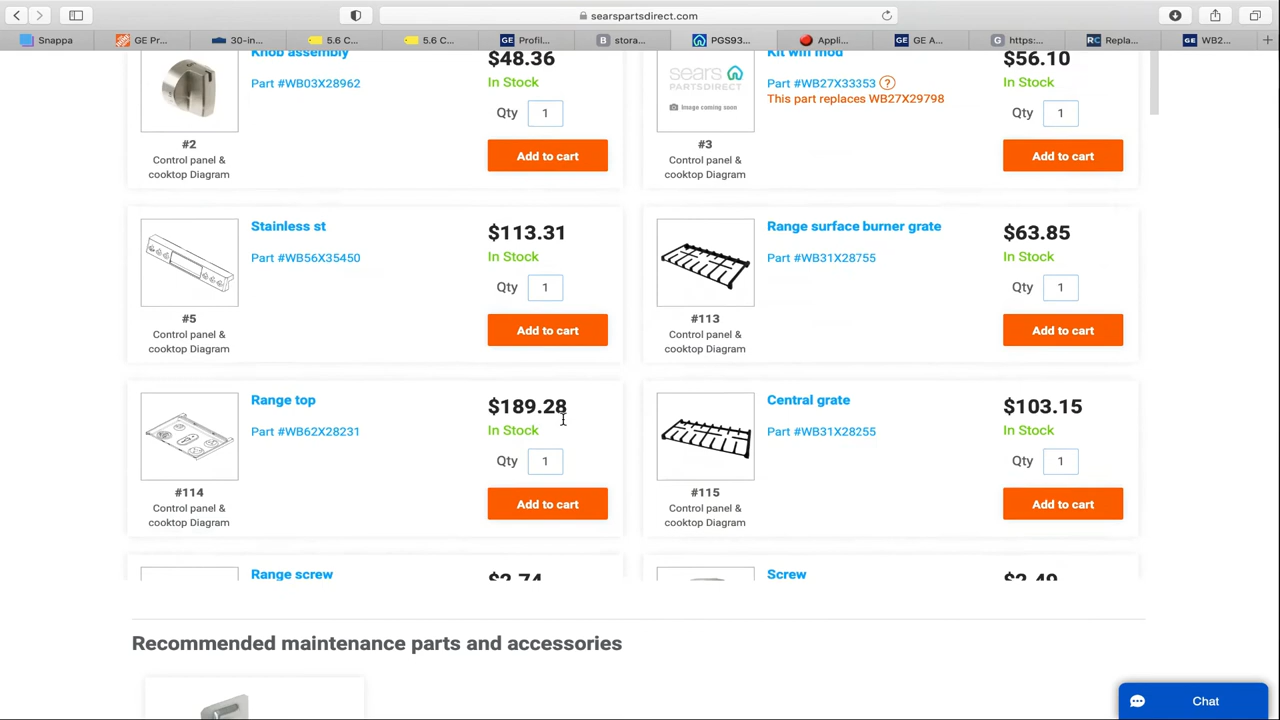 searspartsdirect.com
Snappa
GE Pr...
30-in...
5.6 C...
5.6 C...
Profil...
stora...
PGS93...
Appli...
GE A...
https:...
Repla...
WB2...
Knob assembly
Part #WB03X28962
$48.36
In Stock
Qty 1
Add to cart
#2
Control panel &
cooktop Diagram
Kit wifi mod
Part #WB27X33353 ?
This part replaces WB27X29798
$56.10
In Stock
Qty 1
Add to cart
sears
PARTSDIRECT
Image coming soon
#3
Control panel &
cooktop Diagram
Stainless st
Part #WB56X35450
$113.31
In Stock
Qty 1
Add to cart
#5
Control panel &
cooktop Diagram
Range surface burner grate
Part #WB31X28755
$63.85
In Stock
Qty 1
Add to cart
#113
Control panel &
cooktop Diagram
Range top
Part #WB62X28231
$189.28
In Stock
Qty 1
Add to cart
#114
Control panel &
cooktop Diagram
Central grate
Part #WB31X28255
$103.15
In Stock
Qty 1
Add to cart
#115
Control panel &
cooktop Diagram
Range screw
$2.74
Screw
$2.49
Recommended maintenance parts and accessories
Chat